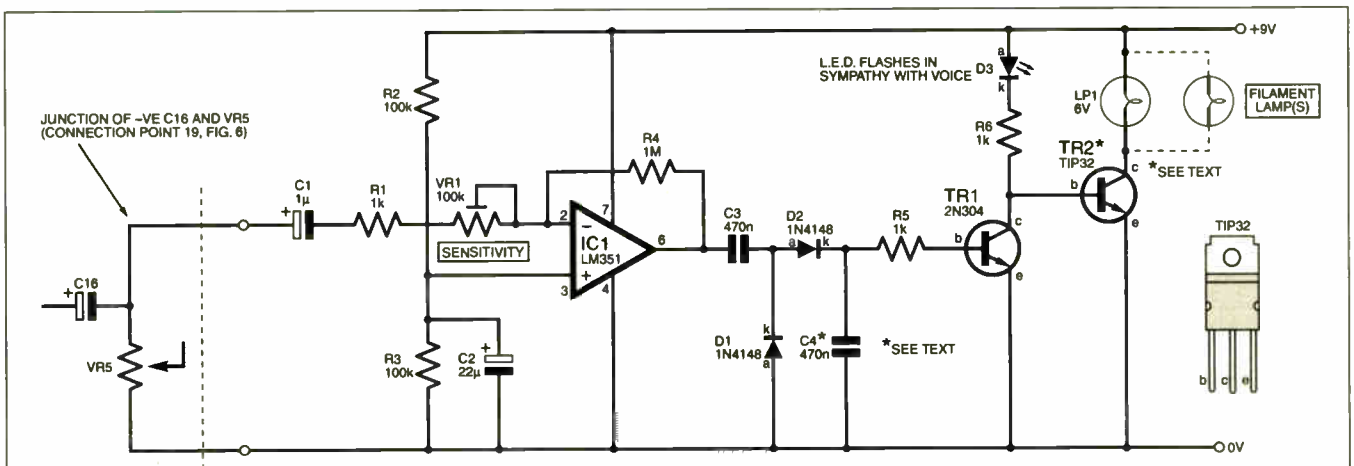 +9V
L.E.D. FLASHES IN
SYMPATHY WITH VOICE
a
D3
k
R2
100k
JUNCTION OF –VE C16 AND VR5
(CONNECTION POINT 19, FIG. 6)
LP1
6V
FILAMENT
LAMP(S)
R6
1k
R4
1M
TR2*
TIP32
*SEE TEXT
c
b
e
C1
1µ
+
R1
1k
VR1
100k
SENSITIVITY
2
7
–
IC1
LM351
+
3
4
6
C3
470n
D2
1N4148
a
k
R5
1k
TR1
2N304
c
b
e
TIP32
+
C16
VR5
R3
100k
+
C2
22µ
k
D1
1N4148
a
C4*
470n
*SEE TEXT
b
c
e
0V